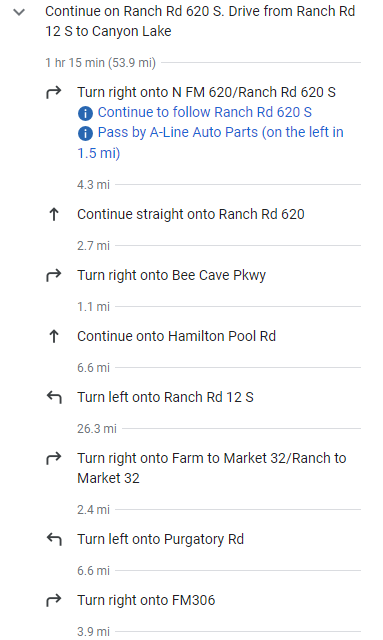 Continue on Ranch Rd 620 S. Drive from Ranch Rd
12 S to Canyon Lake
1 hr 15 min (53.9 mi)
Turn right onto N FM 620/Ranch Rd 620 S
Continue to follow Ranch Rd 620 S
Pass by A-Line Auto Parts (on the left in
1.5 mi)
4.3 mi
Continue straight onto Ranch Rd 620
2.7 mi
Turn right onto Bee Cave Pkwy
1.1 mi
Continue onto Hamilton Pool Rd
6.6 mi
Turn left onto Ranch Rd 12 S
26.3 mi
Turn right onto Farm to Market 32/Ranch to
Market 32
2.4 mi
Turn left onto Purgatory Rd
6.6 mi
Turn right onto FM306
3.9 mi